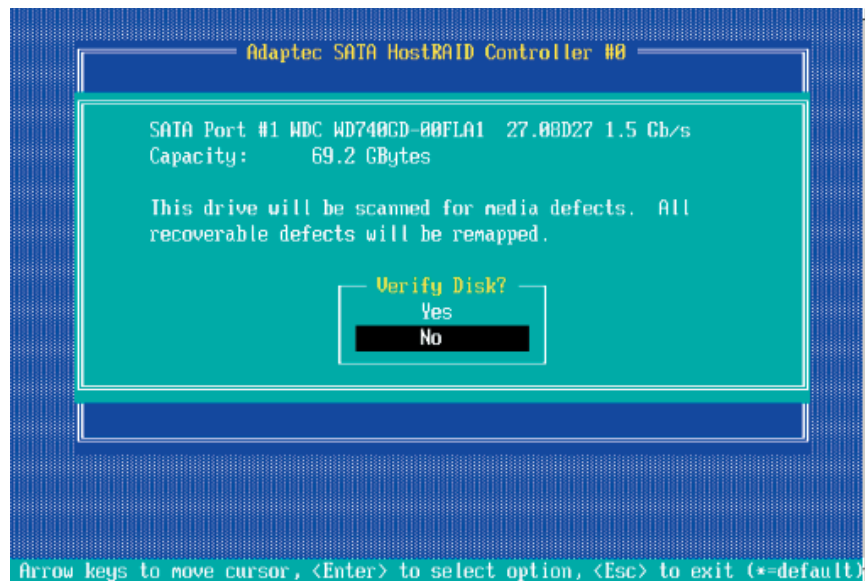 Adaptec SATA HostRAID Controller #0
SATA Port #1 WDC WD740GD-00FLA1 27.08D27 1.5 Gb/s
Capacity: 69.2 GBytes
This drive will be scanned for media defects. All
recoverable defects will be remapped.
Verify Disk?
Yes
No
Arrow keys to move cursor, <Enter> to select option, <Esc> to exit (*=default)